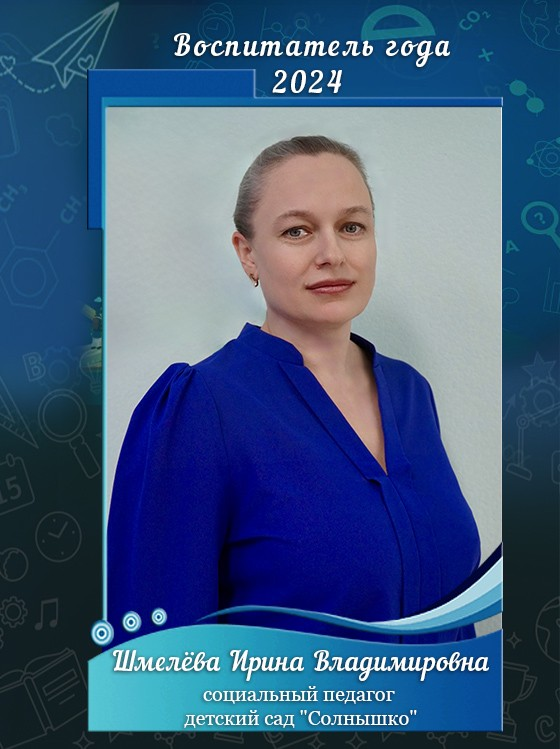 Воспитатель года
2024
Шмелёва Ирина Владимировна
социальный педагог
детский сад "Солнышко"